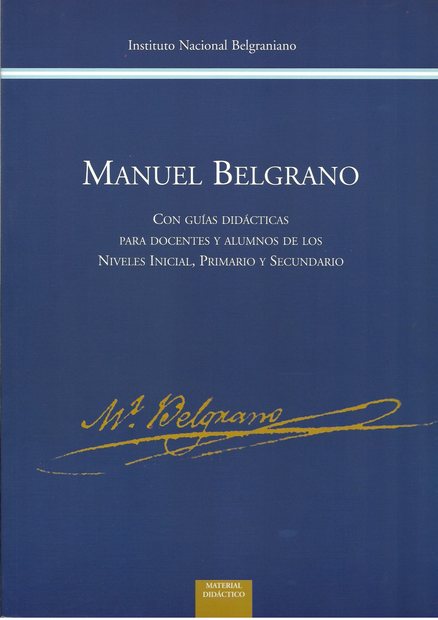 Instituto Nacional Belgraniano
MANUEL BELGRANO
CON GUÍAS DIDÁCTICAS
PARA DOCENTES Y ALUMNOS DE LOS
NIVELES INICIAL, PRIMARIO Y SECUNDARIO
Ml. Belgrano
MATERIAL
DIDÁCTICO